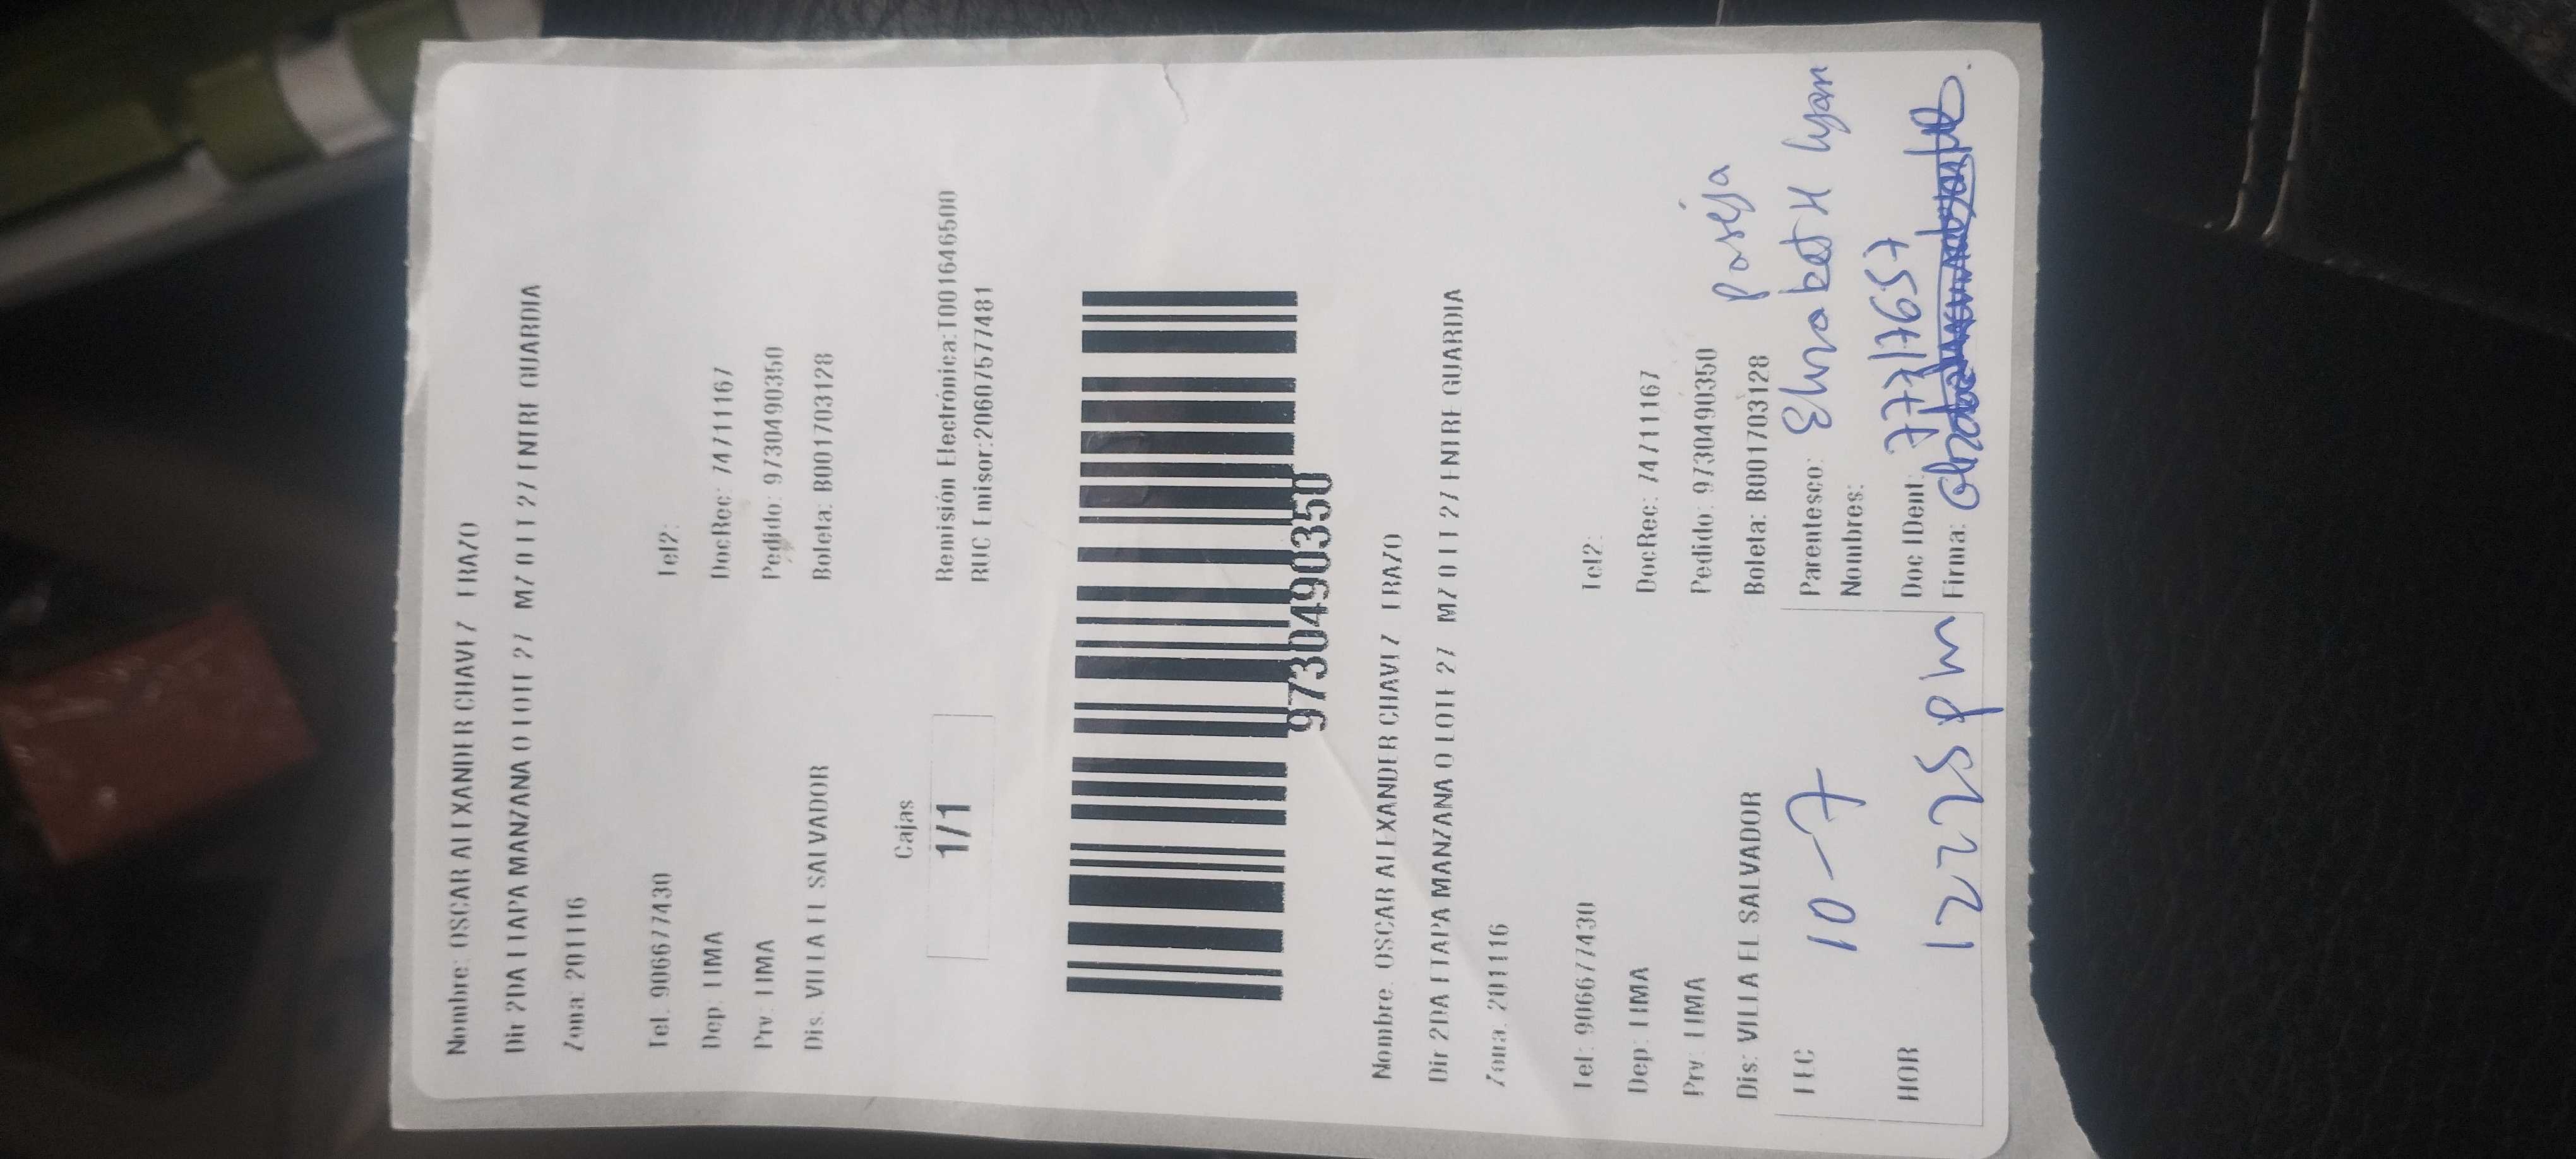 Nombre: OSCAR ALEXANDER CHAVEZ ERAZO
Dir 2DA ETAPA MANZANA O LOTE 27 MZ O LT 27 ENTRE GUARDIA
Zona: 201116
Tel: 906677430 Tel2:
Dep: LIMA DocRec: 74711167
Prv: LIMA Pedido: 9730490350
Dis: VILLA EL SALVADOR Boleta: B001703128
Cajas
1/1
Remisión Electrónica:T001646500
RUC Emisor:20607577481
9730490350
Nombre: OSCAR ALEXANDER CHAVEZ ERAZO
Dir 2DA ETAPA MANZANA O LOTE 27 MZ O LT 27 ENTRE GUARDIA
Zona: 201116
Tel: 906677430 Tel2:
Dep: LIMA DocRec: 74711167
Prv: LIMA Pedido: 9730490350
Dis: VILLA EL SALVADOR Boleta: B001703128
Pareja
FEC 10-7 Parentesco:
Nombres:
HOR 12 25 pm Doc IDent:
Firma: